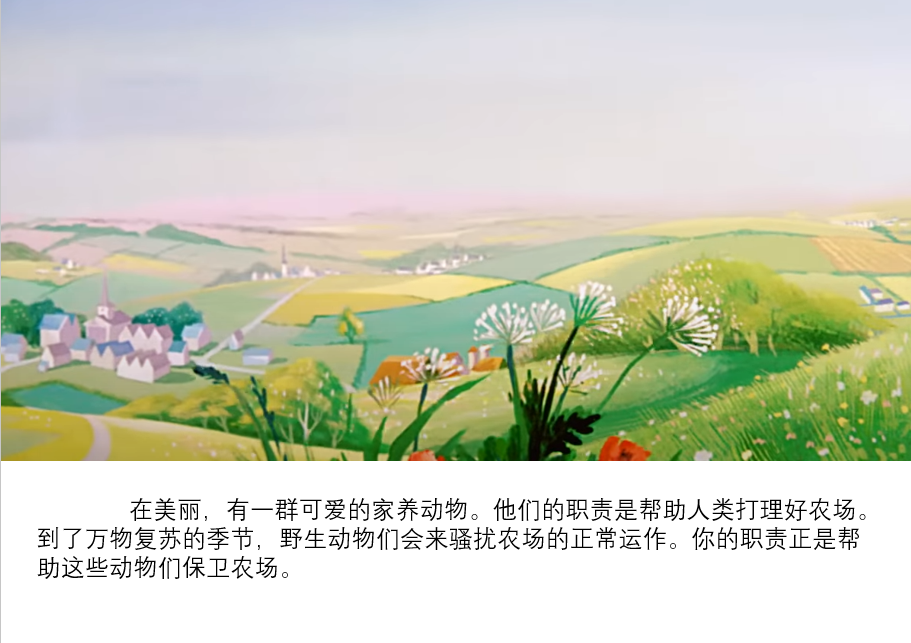 在美丽，有一群可爱的家养动物。他们的职责是帮助人类打理好农场。
到了万物复苏的季节，野生动物们会来骚扰农场的正常运作。你的职责正是帮
助这些动物们保卫农场。